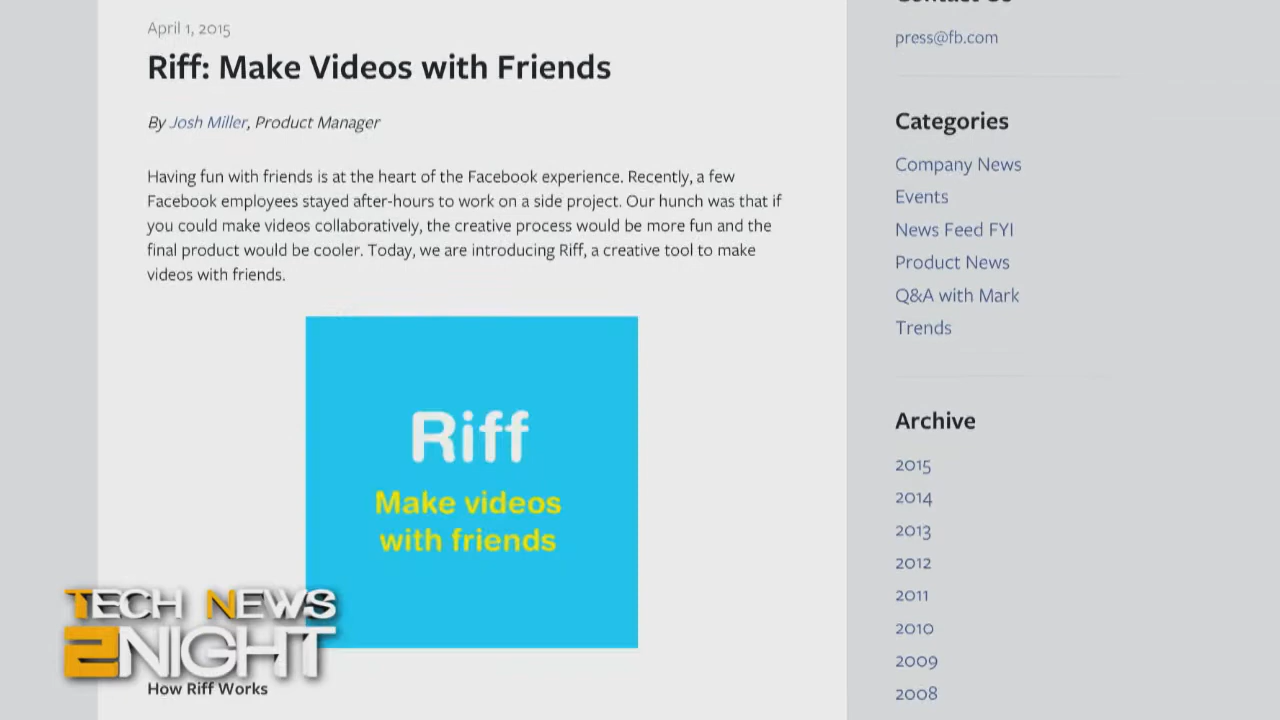 April 1, 2015
Riff: Make Videos with Friends
By Josh Miller, Product Manager
Having fun with friends is at the heart of the Facebook experience. Recently, a few
Facebook employees stayed after-hours to work on a side project. Our hunch was that if
you could make videos collaboratively, the creative process would be more fun and the
final product would be cooler. Today, we are introducing Riff, a creative tool to make
videos with friends.
Riff
Make videos
with friends
How Riff Works
TECH NEWS
2NIGHT
Contact Us
press@fb.com
Categories
Company News
Events
News Feed FYI
Product News
Q&A with Mark
Trends
Archive
2015
2014
2013
2012
2011
2010
2009
2008